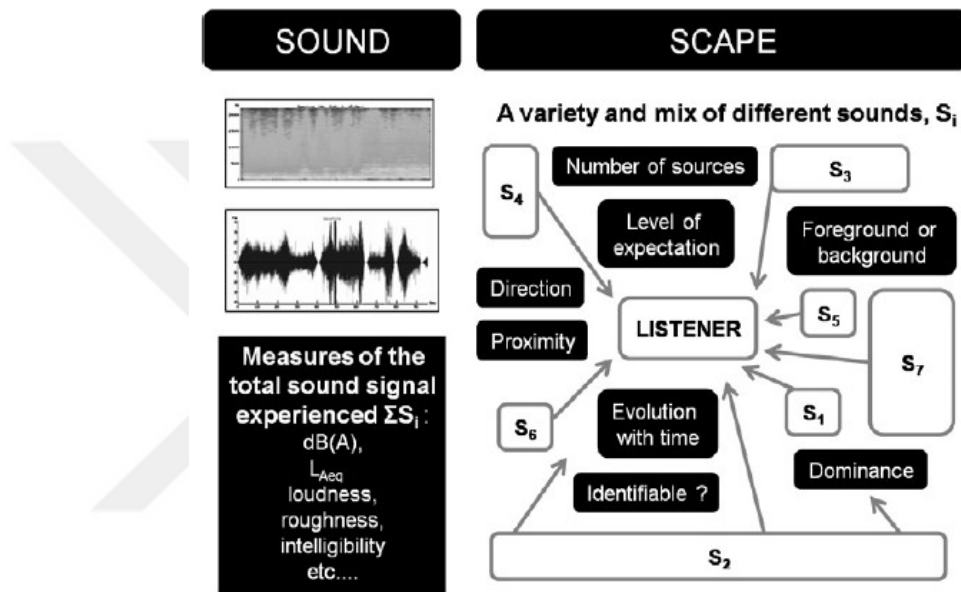 SOUND
Measures of the
total sound signal
experienced ΣSᵢ :
dB(A),
L_Aeq
loudness,
roughness,
intelligibility
etc....
SCAPE
A variety and mix of different sounds, Sᵢ
Number of sources
S₄
S₃
Level of
expectation
Foreground or
background
Direction
Proximity
LISTENER
S₅
S₇
S₆
Evolution
with time
S₁
Identifiable ?
Dominance
S₂